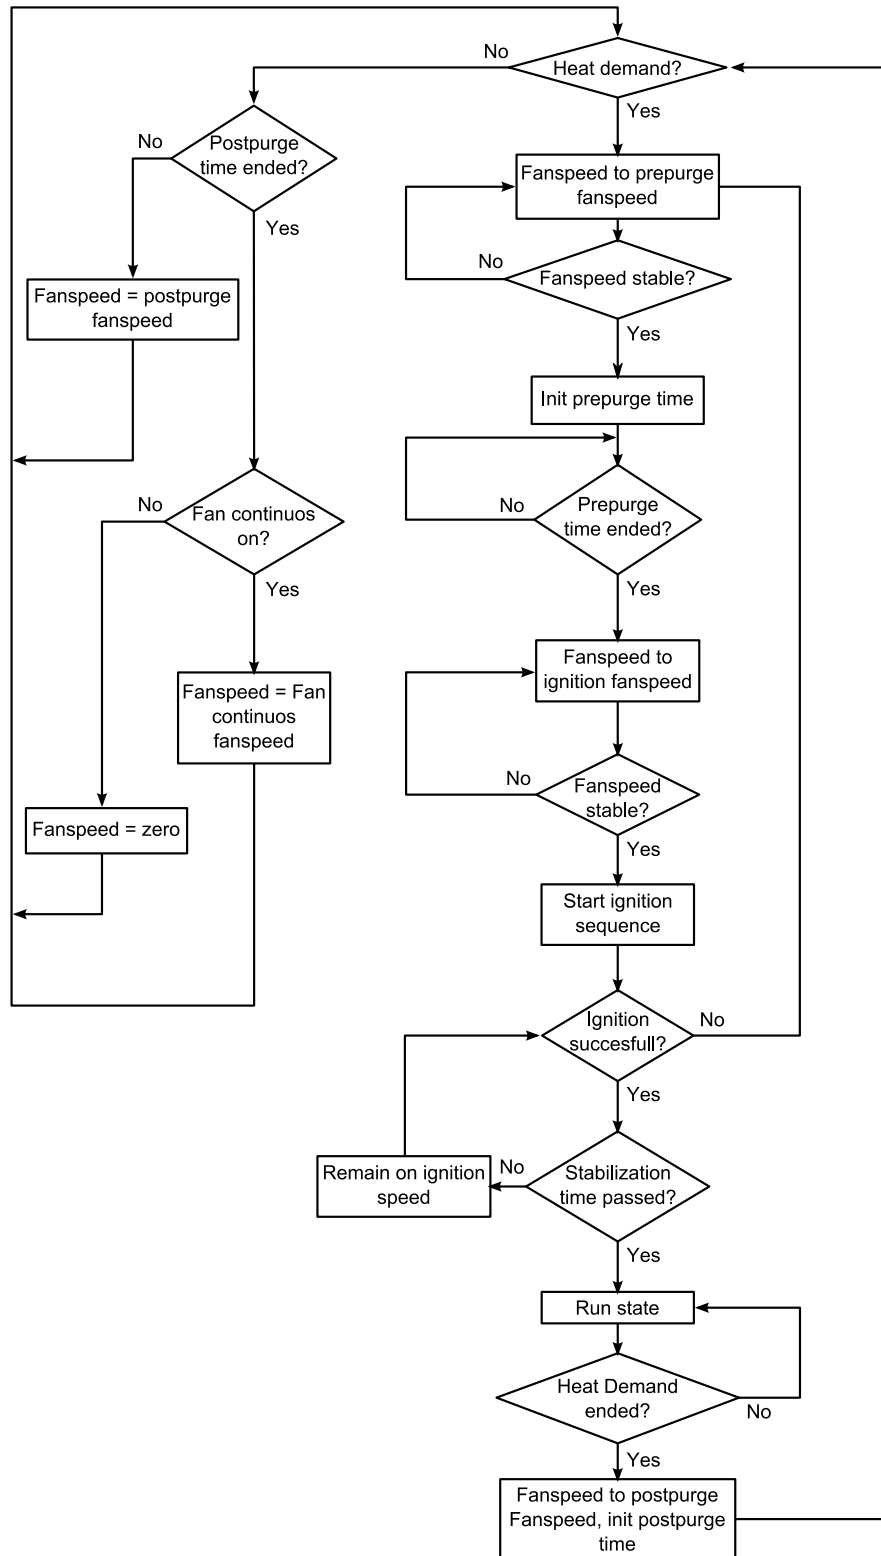 No
Heat demand?
Yes
No
Postpurge
time ended?
Yes
Fanspeed to prepurge
fanspeed
No
Fanspeed stable?
Yes
Fanspeed = postpurge
fanspeed
Init prepurge time
No
Prepurge
time ended?
Yes
No
Fan continuos
on?
Yes
Fanspeed to
ignition fanspeed
Fanspeed = Fan
continuos
fanspeed
No
Fanspeed
stable?
Yes
Fanspeed = zero
Start ignition
sequence
Ignition
succesfull?
No
Yes
Remain on ignition
speed
No
Stabilization
time passed?
Yes
Run state
Heat Demand
ended?
No
Yes
Fanspeed to postpurge
Fanspeed, init postpurge
time